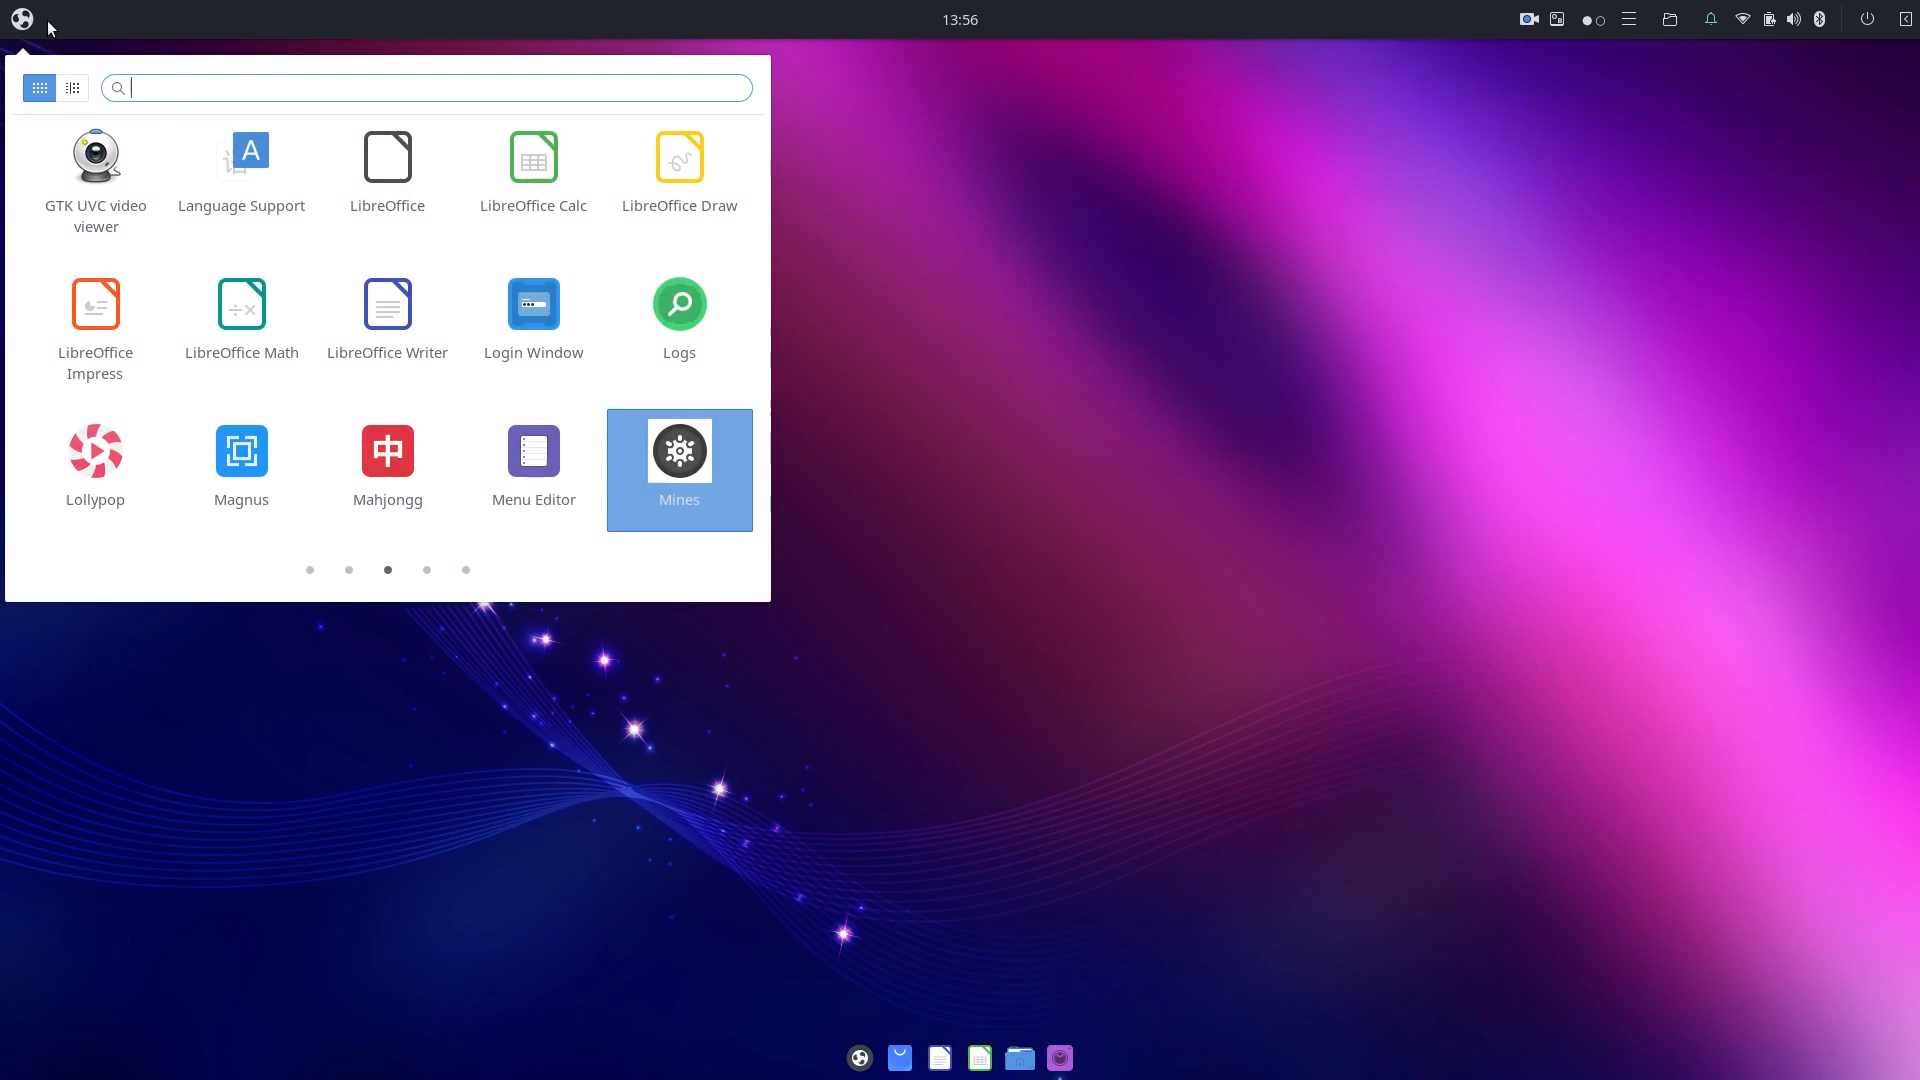 13:56
GTK UVC video
viewer
Language Support
LibreOffice
LibreOffice Calc
LibreOffice Draw
LibreOffice
Impress
LibreOffice Math
LibreOffice Writer
Login Window
Logs
Lollypop
Magnus
Mahjongg
Menu Editor
Mines
A
中